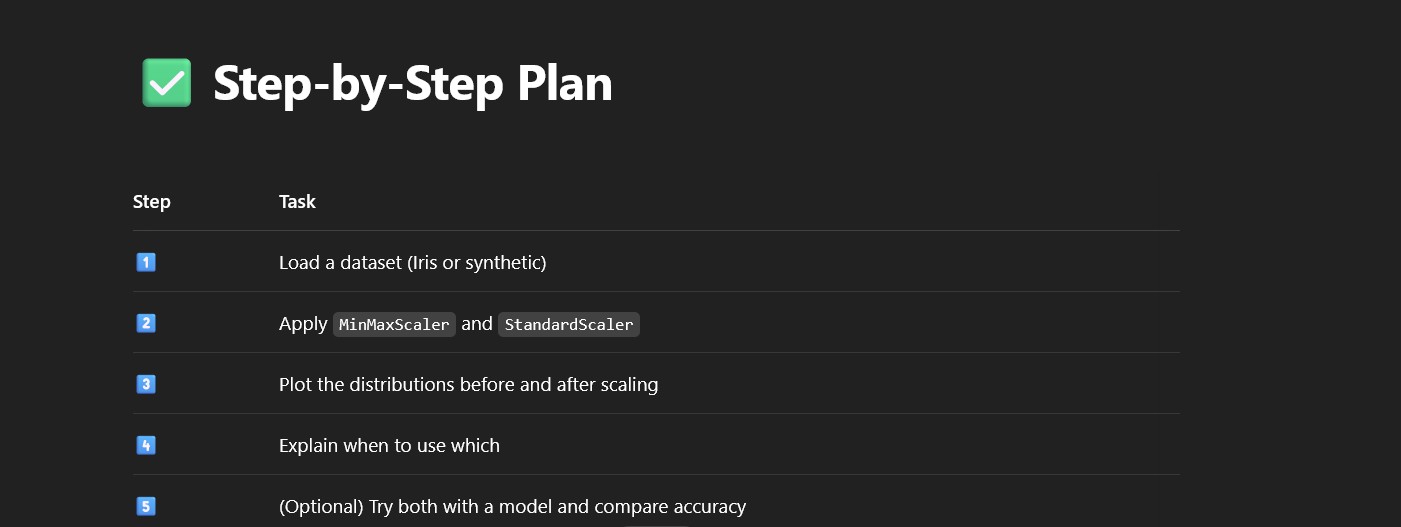 ✅ Step-by-Step Plan
Step Task
1 Load a dataset (Iris or synthetic)
2 Apply MinMaxScaler and StandardScaler
3 Plot the distributions before and after scaling
4 Explain when to use which
5 (Optional) Try both with a model and compare accuracy